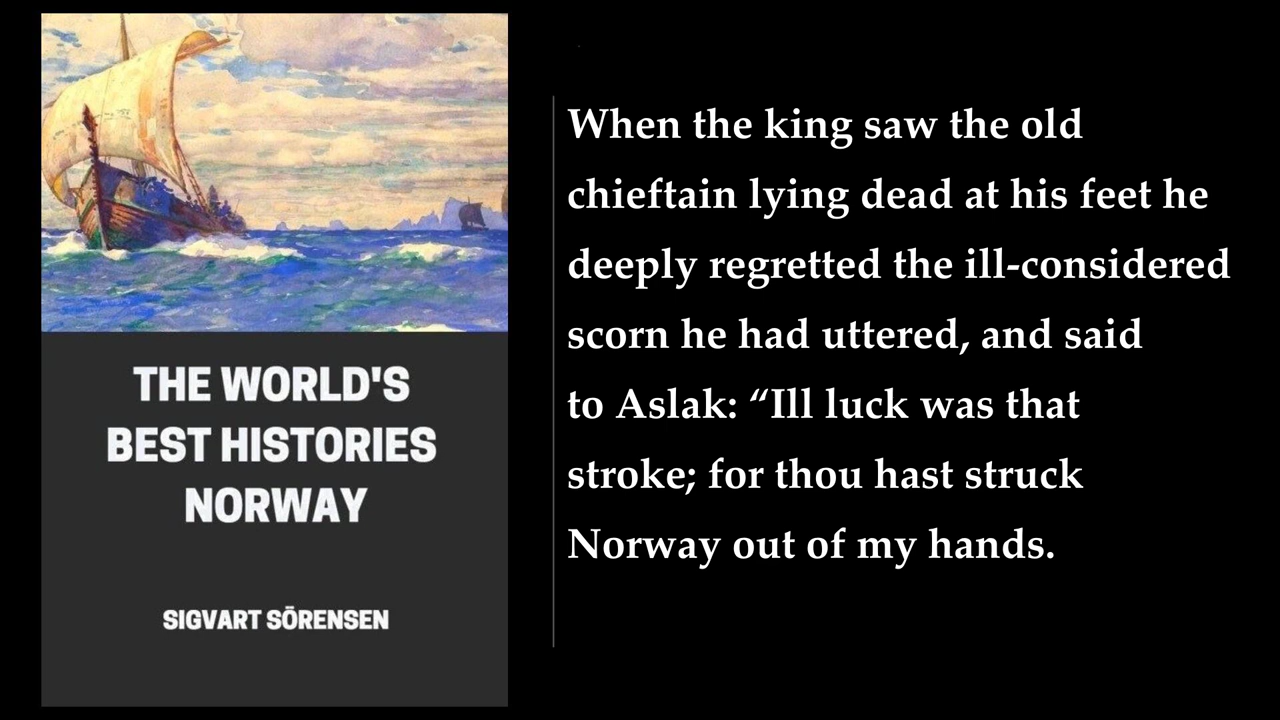 THE WORLD'S
BEST HISTORIES
NORWAY
SIGVART SÖRENSEN
When the king saw the old
chieftain lying dead at his feet he
deeply regretted the ill-considered
scorn he had uttered, and said
to Aslak: “Ill luck was that
stroke; for thou hast struck
Norway out of my hands.